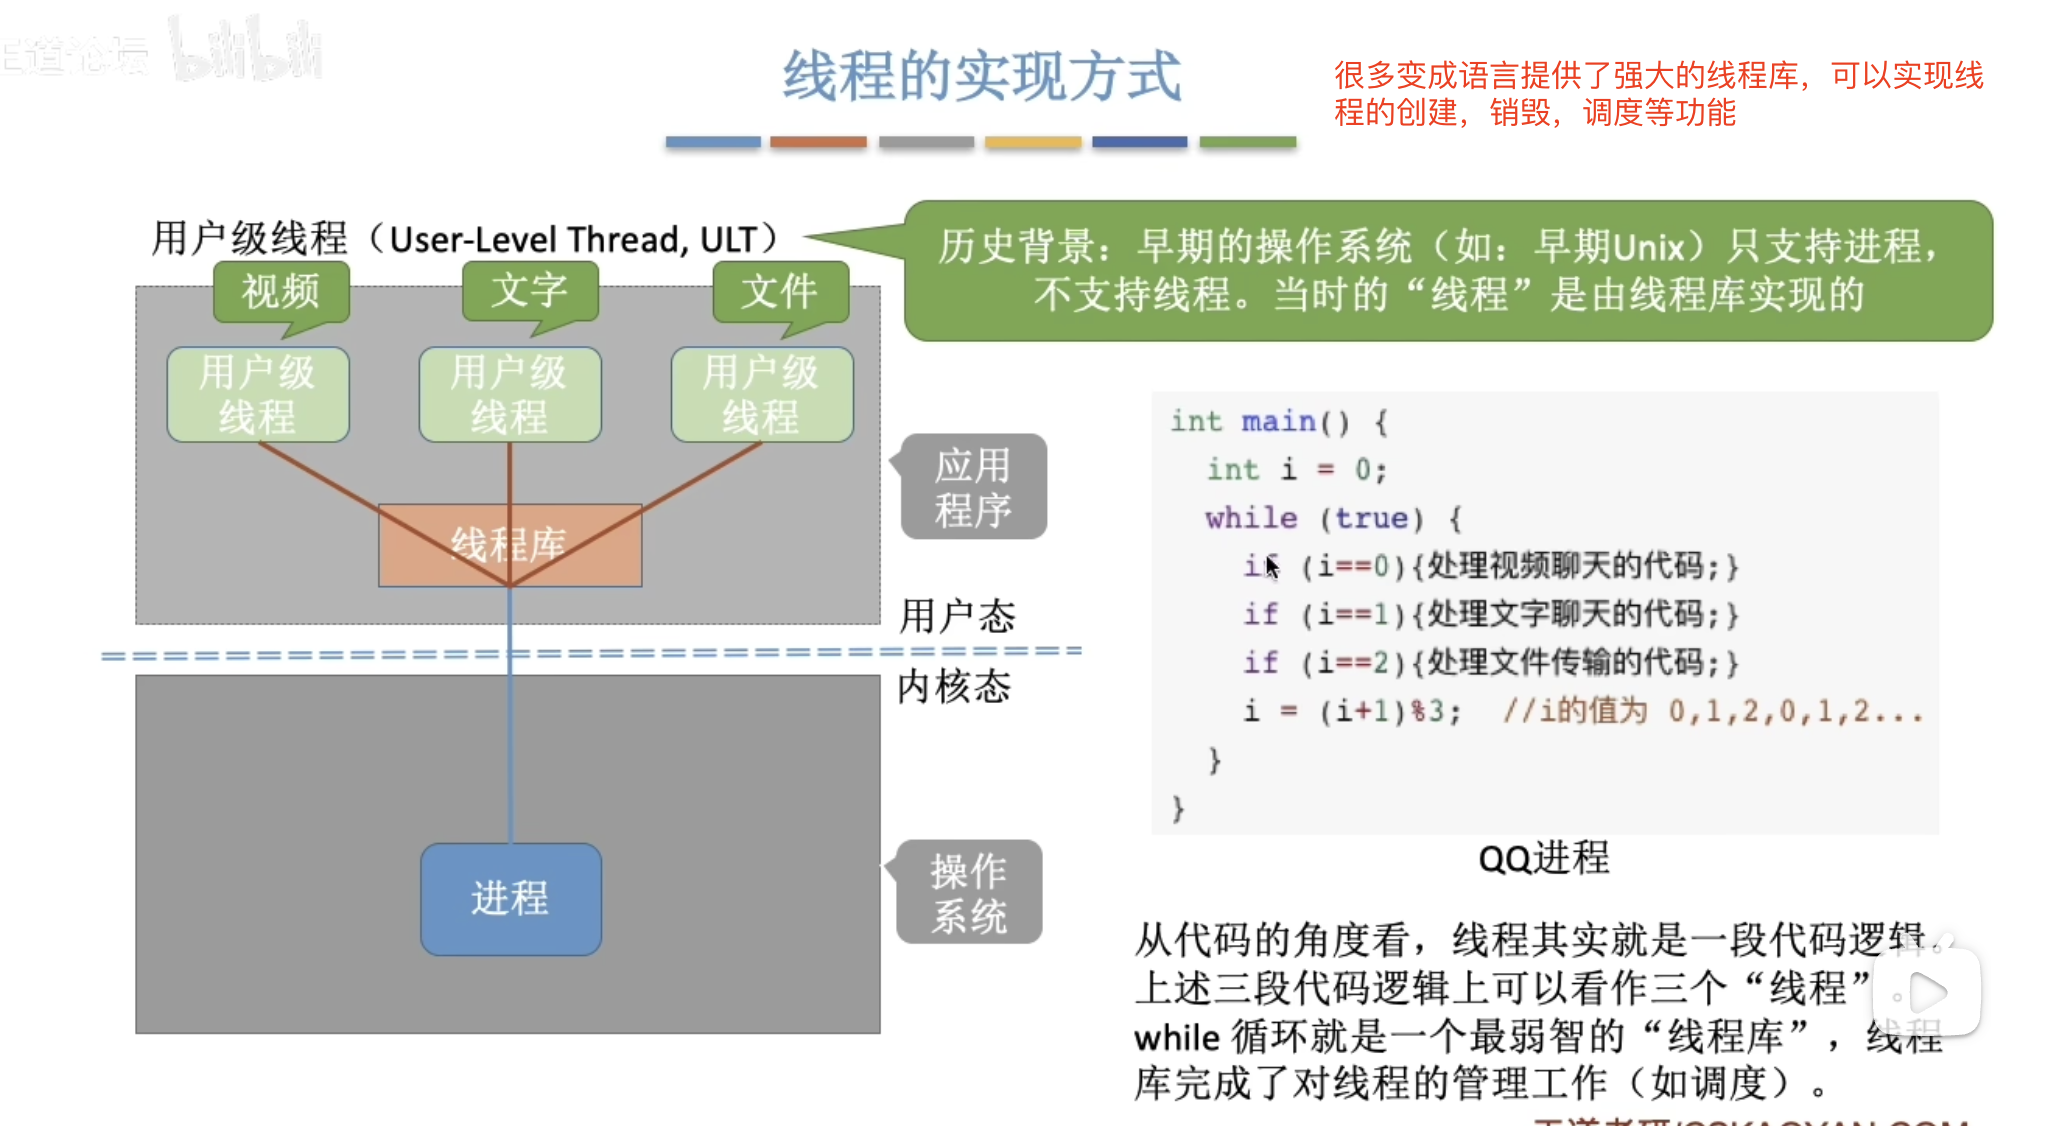 王道论坛 bilibili
线程的实现方式
很多变成语言提供了强大的线程库，可以实现线
程的创建，销毁，调度等功能
用户级线程（User-Level Thread, ULT）
历史背景：早期的操作系统（如：早期Unix）只支持进程，
不支持线程。当时的“线程”是由线程库实现的
视频
文字
文件
用户级
线程
用户级
线程
用户级
线程
线程库
应用
程序
用户态
内核态
进程
操作
系统
int main() {
int i = 0;
while (true) {
if (i==0){处理视频聊天的代码;}
if (i==1){处理文字聊天的代码;}
if (i==2){处理文件传输的代码;}
i = (i+1)%3; //i的值为 0,1,2,0,1,2...
}
}
QQ进程
从代码的角度看，线程其实就是一段代码逻辑。
上述三段代码逻辑上可以看作三个“线程”。
while 循环就是一个最弱智的“线程库”，线程
库完成了对线程的管理工作（如调度）。